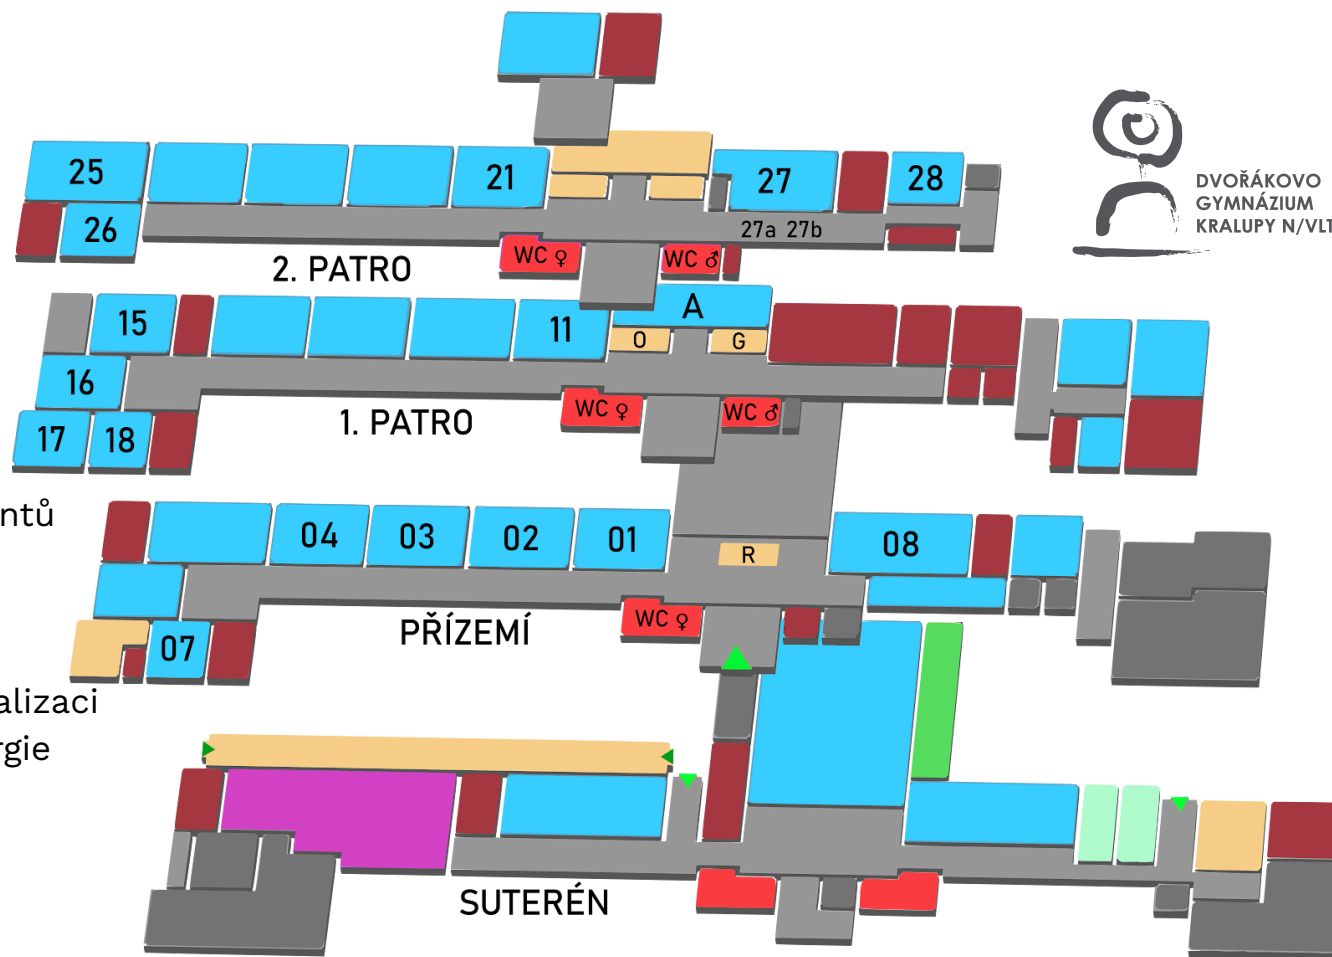 DVOŘÁKOVO
GYMNÁZIUM
KRALUPY N/VLT
25
21
27
28
26
27a 27b
WC ♀
WC ♂
2. PATRO
15
11
A
O
G
16
WC ♀
WC ♂
1. PATRO
17
18
ntů
04
03
02
01
R
08
WC ♀
PŘÍZEMÍ
07
alizaci
rgie
SUTERÉN